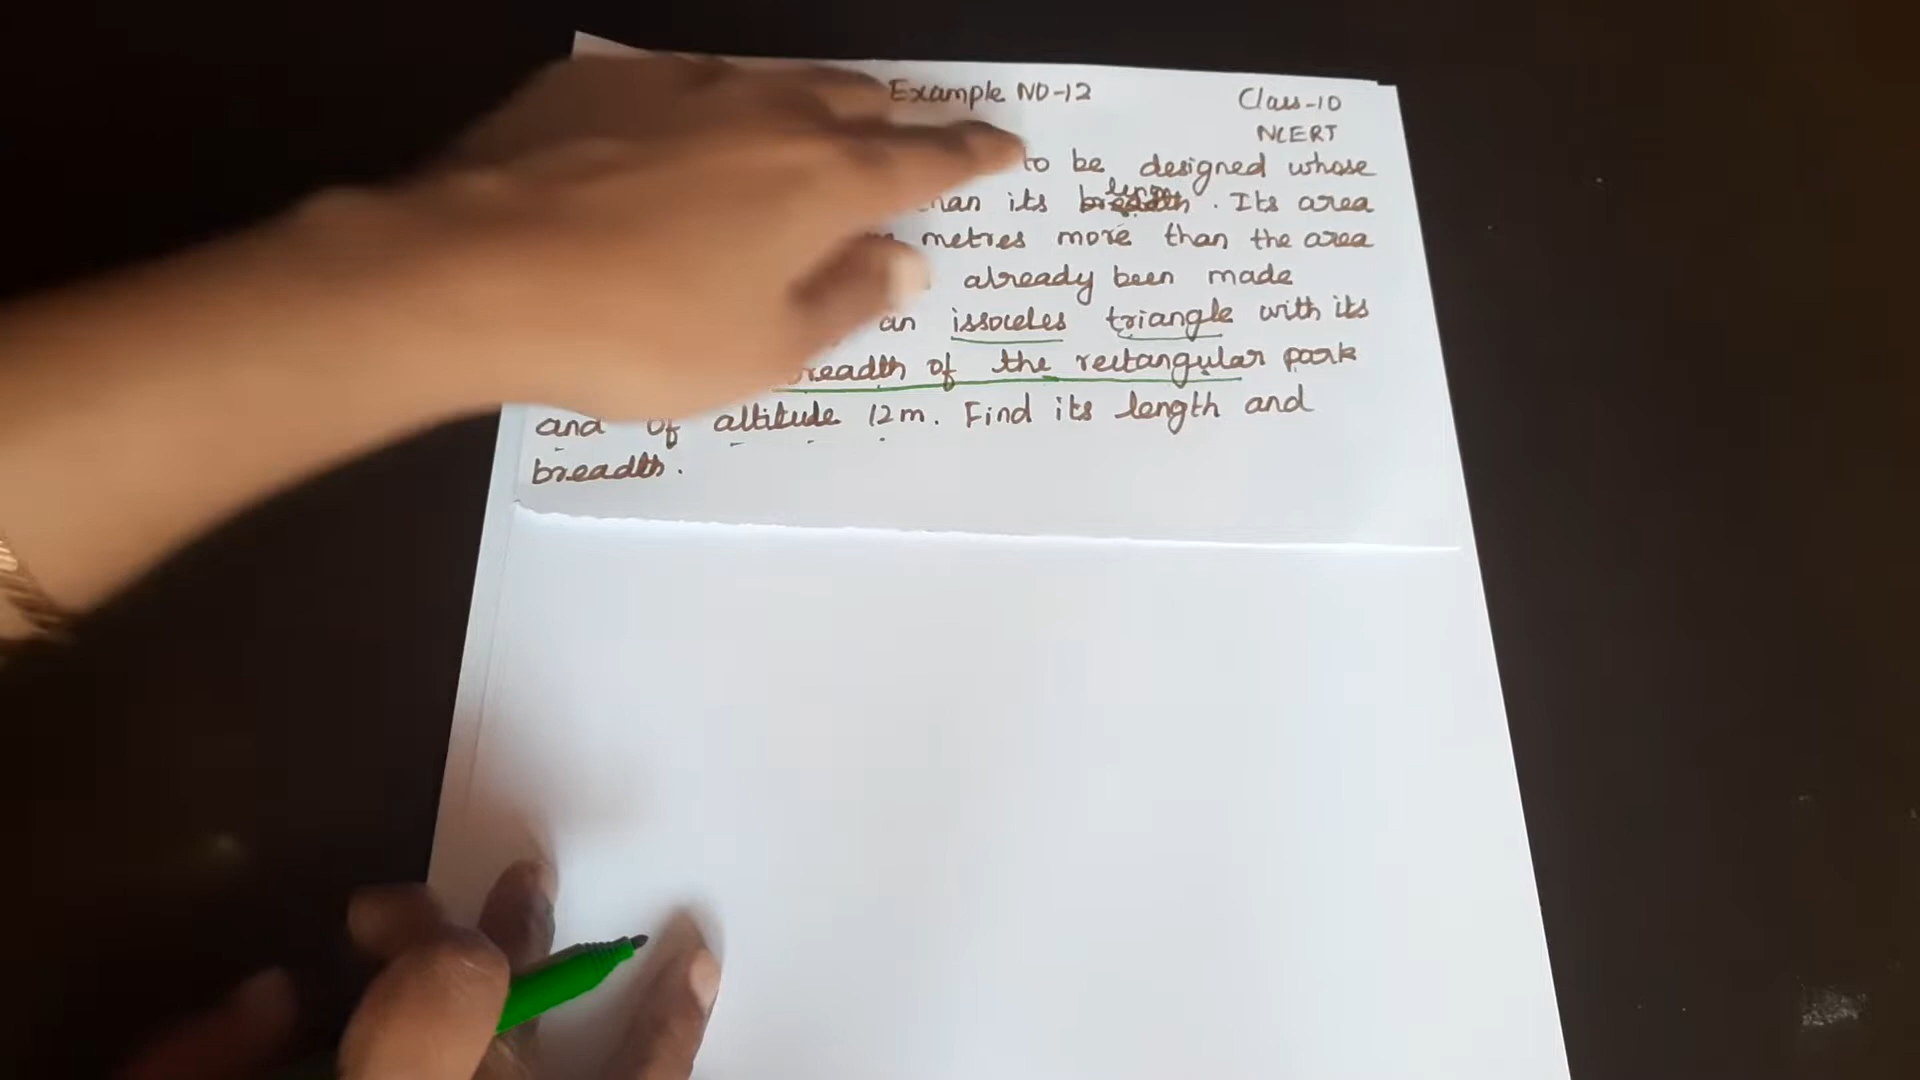 Example NO-12
Class-10
NCERT
to be designed whose
its length . Its area
metres more than the area
already been made
an issoceles triangle with its
breadth of the rectangular park
and of altitude 12m. Find its length and
breadth.